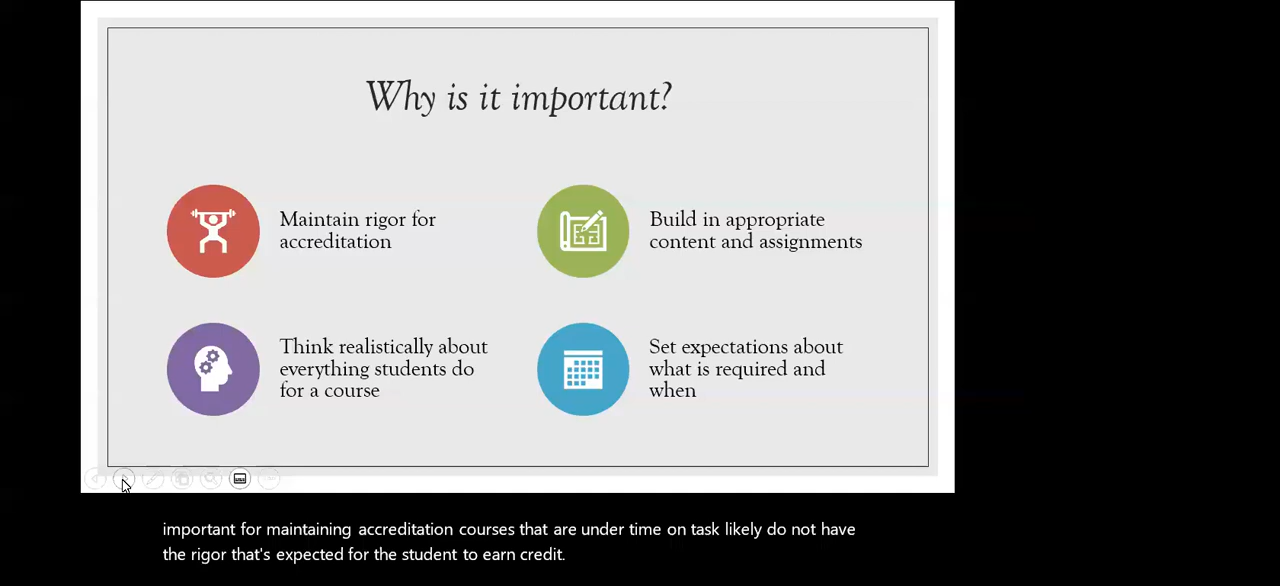 Why is it important?
Maintain rigor for
accreditation
Build in appropriate
content and assignments
Think realistically about
everything students do
for a course
Set expectations about
what is required and
when
important for maintaining accreditation courses that are under time on task likely do not have
the rigor that's expected for the student to earn credit.